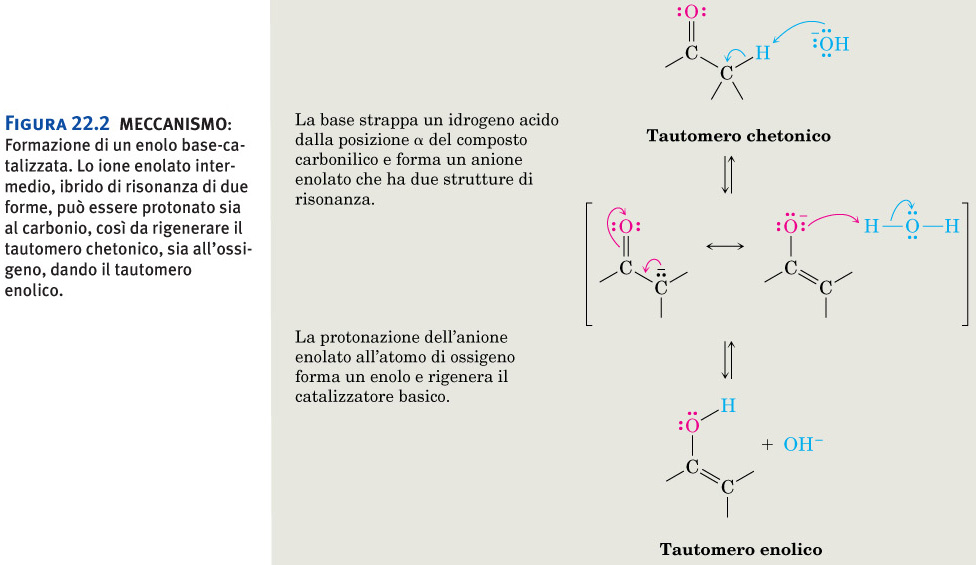 FIGURA 22.2 MECCANISMO:
Formazione di un enolo base-ca-
talizzata. Lo ione enolato inter-
medio, ibrido di risonanza di due
forme, può essere protonato sia
al carbonio, così da rigenerare il
tautomero chetonico, sia all'ossi-
geno, dando il tautomero
enolico.
:O:
H
−:OH
C
C
Tautomero chetonico
La base strappa un idrogeno acido
dalla posizione α del composto
carbonilico e forma un anione
enolato che ha due strutture di
risonanza.
:O:
C
C
:O:−
C
C
H—O—H
La protonazione dell'anione
enolato all'atomo di ossigeno
forma un enolo e rigenera il
catalizzatore basico.
H
:O
+ OH−
C
C
Tautomero enolico